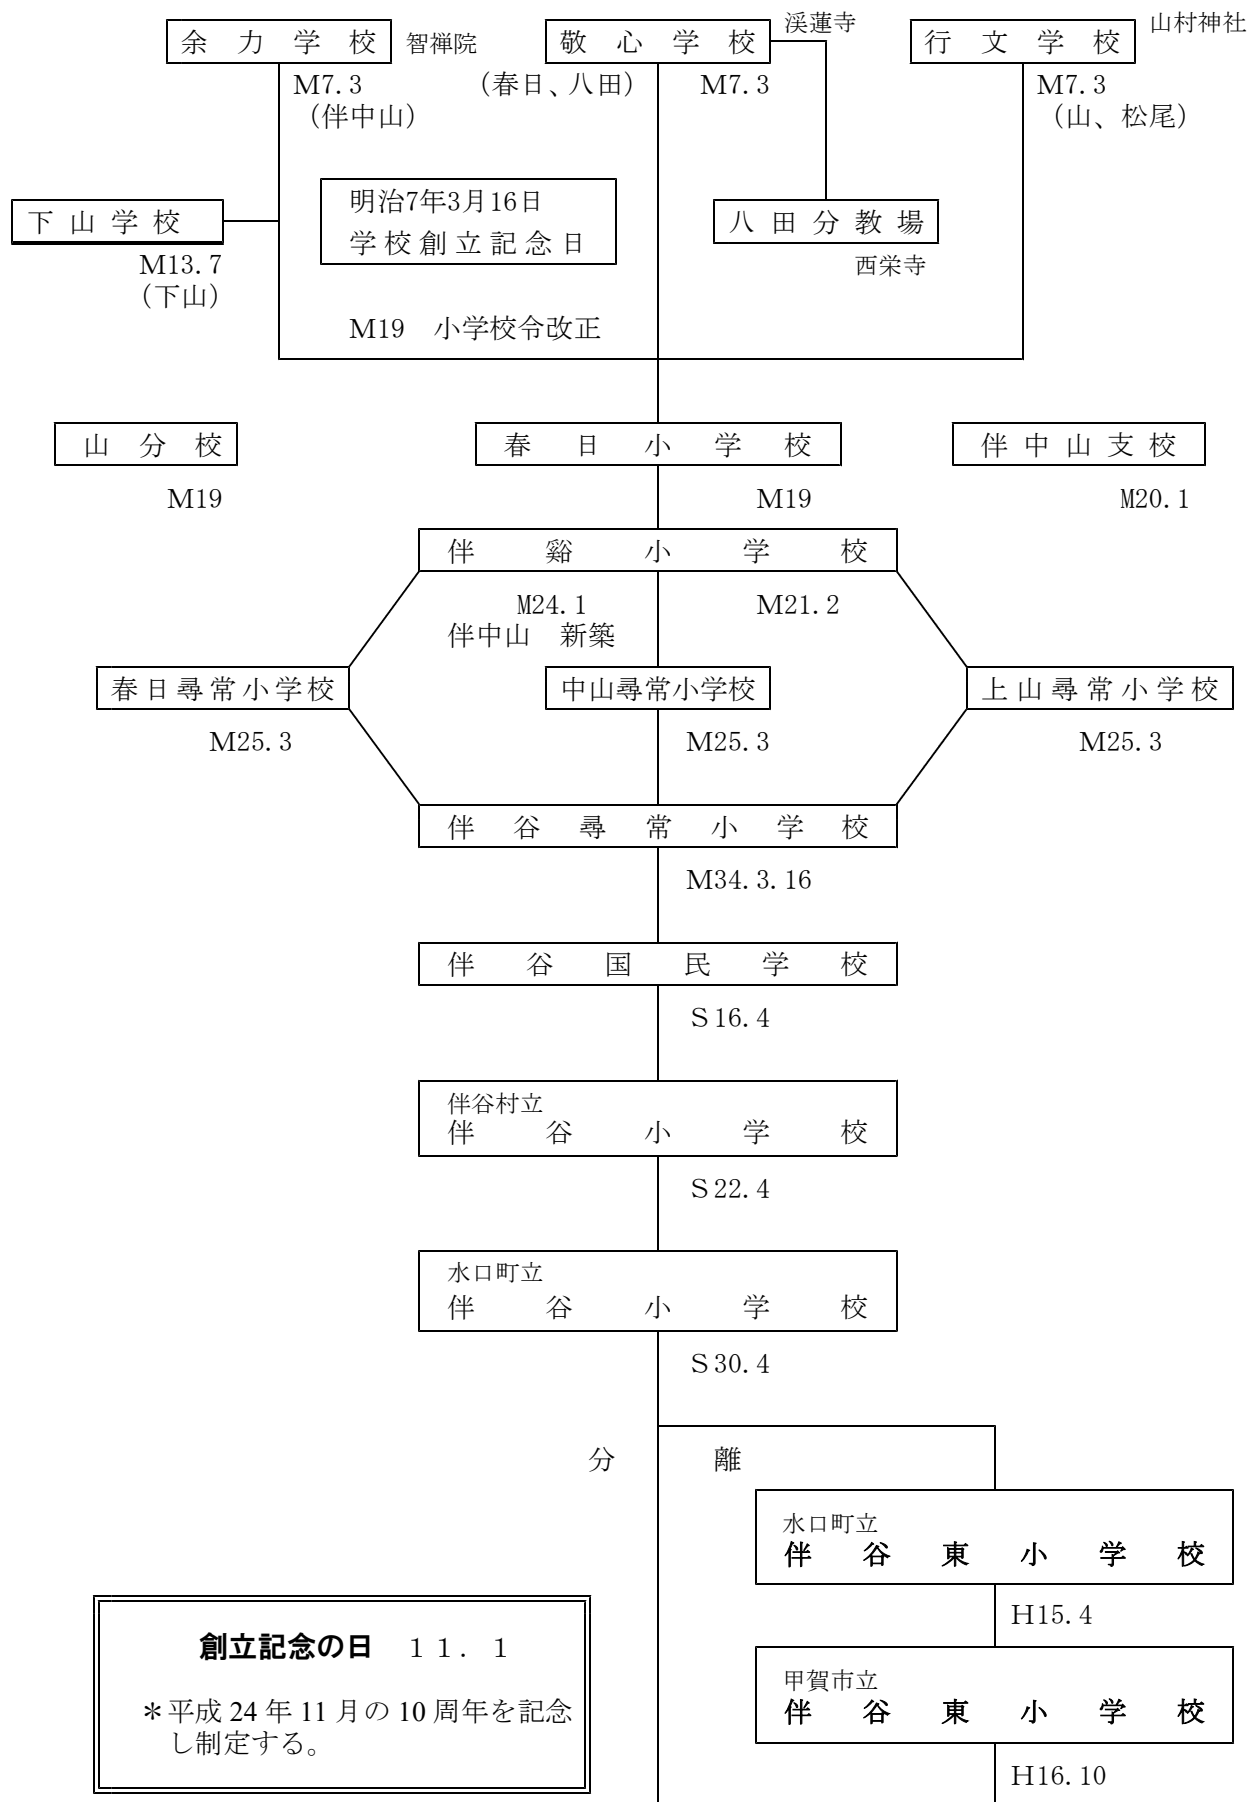 余力学校
智禅院
敬心学校
渓蓮寺
行文学校
山村神社
M7.3
(伴中山)
(春日、八田)
M7.3
M7.3
(山、松尾)
明治7年3月16日
学校創立記念日
下山学校
八田分教場
M13.7
(下山)
西栄寺
M19 小学校令改正
山分校
春日小学校
伴中山支校
M19
M19
M20.1
伴谿小学校
M24.1
伴中山 新築
M21.2
春日尋常小学校
中山尋常小学校
上山尋常小学校
M25.3
M25.3
M25.3
伴谷尋常小学校
M34.3.16
伴谷国民学校
S16.4
伴谷村立
伴谷小学校
S22.4
水口町立
伴谷小学校
S30.4
分離
水口町立
伴谷東小学校
H15.4
甲賀市立
伴谷東小学校
H16.10
創立記念の日 11.1
*平成24年11月の10周年を記念
し制定する。